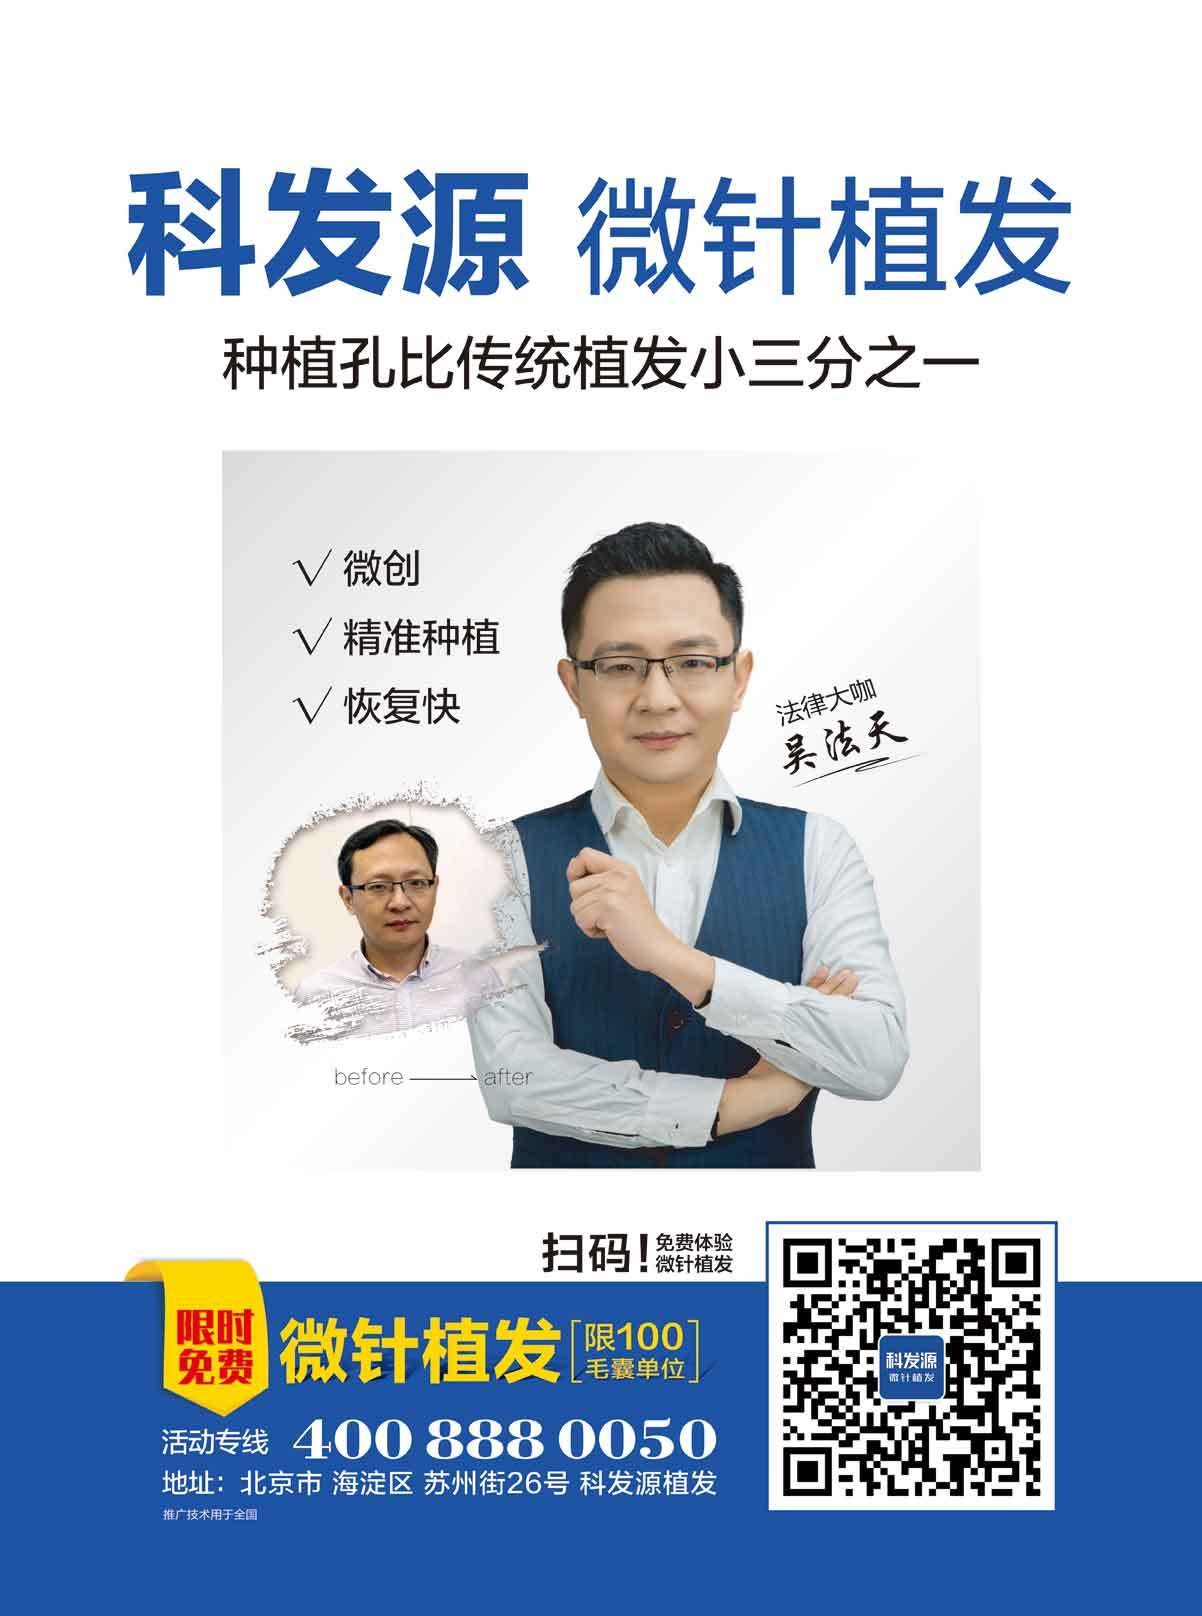 科发源 微针植发
种植孔比传统植发小三分之一
√ 微创
√ 精准种植
√ 恢复快
法律大咖
吴法天
before
after
扫码!
免费体验
微针植发
限时
免费
微针植发
限100
毛囊单位
科发源
微针植发
活动专线 400 888 0050
地址：北京市 海淀区 苏州街26号 科发源植发
推广技术用于全国